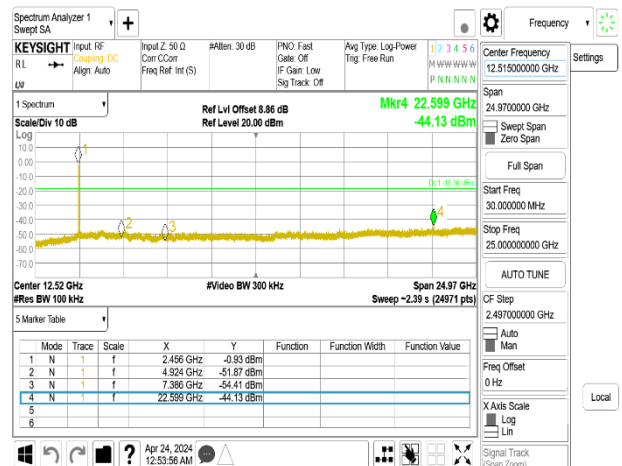 Spectrum Analyzer 1
Swept SA
Frequency
KEYSIGHT
RL
Input: RF
Coupling: DC
Align: Auto
Input Z: 50 Ω
Corr CCorr
Freq Ref: Int (S)
#Atten: 30 dB
PNO: Fast
Gate: Off
IF Gain: Low
Sig Track: Off
Avg Type: Log-Power
Trig: Free Run
1 2 3 4 5 6
M W W W W W
P N N N N N
Center Frequency
12.515000000 GHz
Settings
Span
24.9700000 GHz
Swept Span
Zero Span
Full Span
Start Freq
30.000000 MHz
Stop Freq
25.000000000 GHz
AUTO TUNE
CF Step
2.497000000 GHz
Auto
Man
Freq Offset
0 Hz
X Axis Scale
Log
Lin
Signal Track
(Span Zoom)
Local
1 Spectrum
Scale/Div 10 dB
Ref Lvl Offset 8.86 dB
Ref Level 20.00 dBm
Mkr4 22.599 GHz
-44.13 dBm
Log
10.0
0.00
-10.0
-20.0
-30.0
-40.0
-50.0
-60.0
-70.0
1
2
3
4
Center 12.52 GHz
#Res BW 100 kHz
#Video BW 300 kHz
Span 24.97 GHz
Sweep ~2.39 s (24971 pts)
5 Marker Table
Mode Trace Scale X Y Function Function Width Function Value
1 N 1 f 2.456 GHz -0.93 dBm
2 N 1 f 4.924 GHz -51.87 dBm
3 N 1 f 7.386 GHz -54.41 dBm
4 N 1 f 22.599 GHz -44.13 dBm
5
6
?
Apr 24, 2024
12:53:56 AM